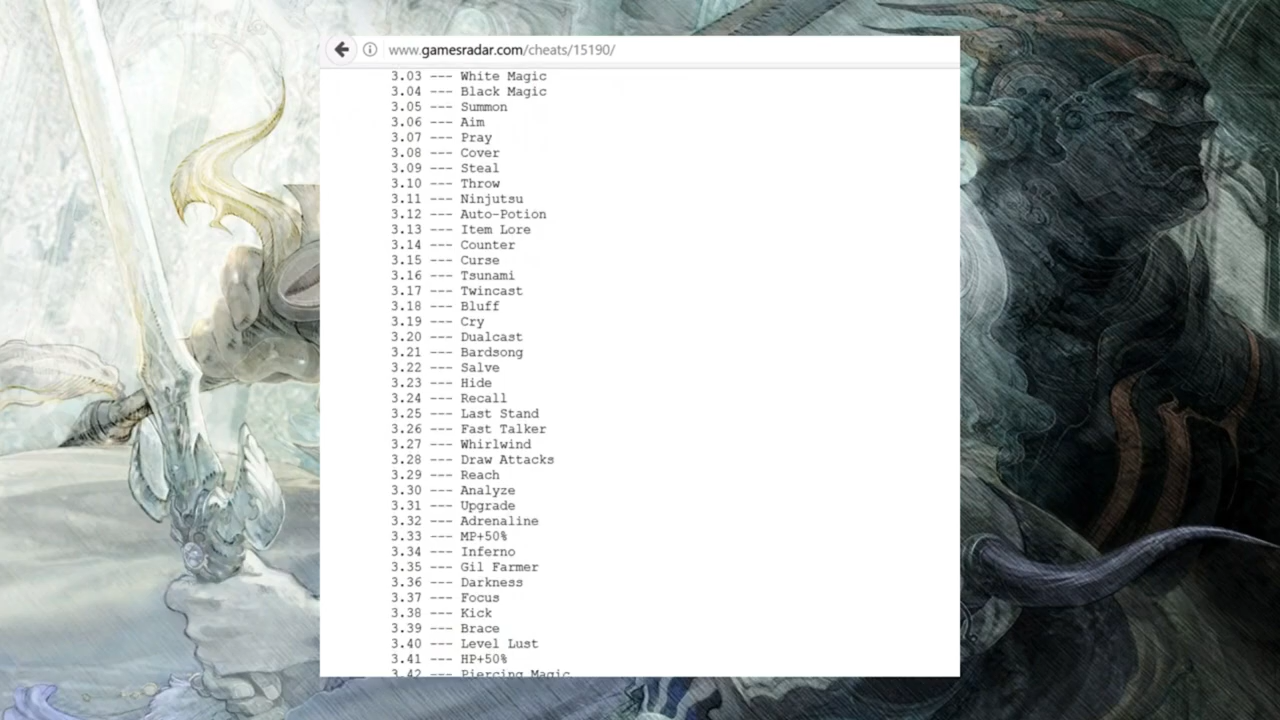 www.gamesradar.com/cheats/15190/
3.03 --- White Magic
3.04 --- Black Magic
3.05 --- Summon
3.06 --- Aim
3.07 --- Pray
3.08 --- Cover
3.09 --- Steal
3.10 --- Throw
3.11 --- Ninjutsu
3.12 --- Auto-Potion
3.13 --- Item Lore
3.14 --- Counter
3.15 --- Curse
3.16 --- Tsunami
3.17 --- Twincast
3.18 --- Bluff
3.19 --- Cry
3.20 --- Dualcast
3.21 --- Bardsong
3.22 --- Salve
3.23 --- Hide
3.24 --- Recall
3.25 --- Last Stand
3.26 --- Fast Talker
3.27 --- Whirlwind
3.28 --- Draw Attacks
3.29 --- Reach
3.30 --- Analyze
3.31 --- Upgrade
3.32 --- Adrenaline
3.33 --- MP+50%
3.34 --- Inferno
3.35 --- Gil Farmer
3.36 --- Darkness
3.37 --- Focus
3.38 --- Kick
3.39 --- Brace
3.40 --- Level Lust
3.41 --- HP+50%
3.42 --- Piercing Magic